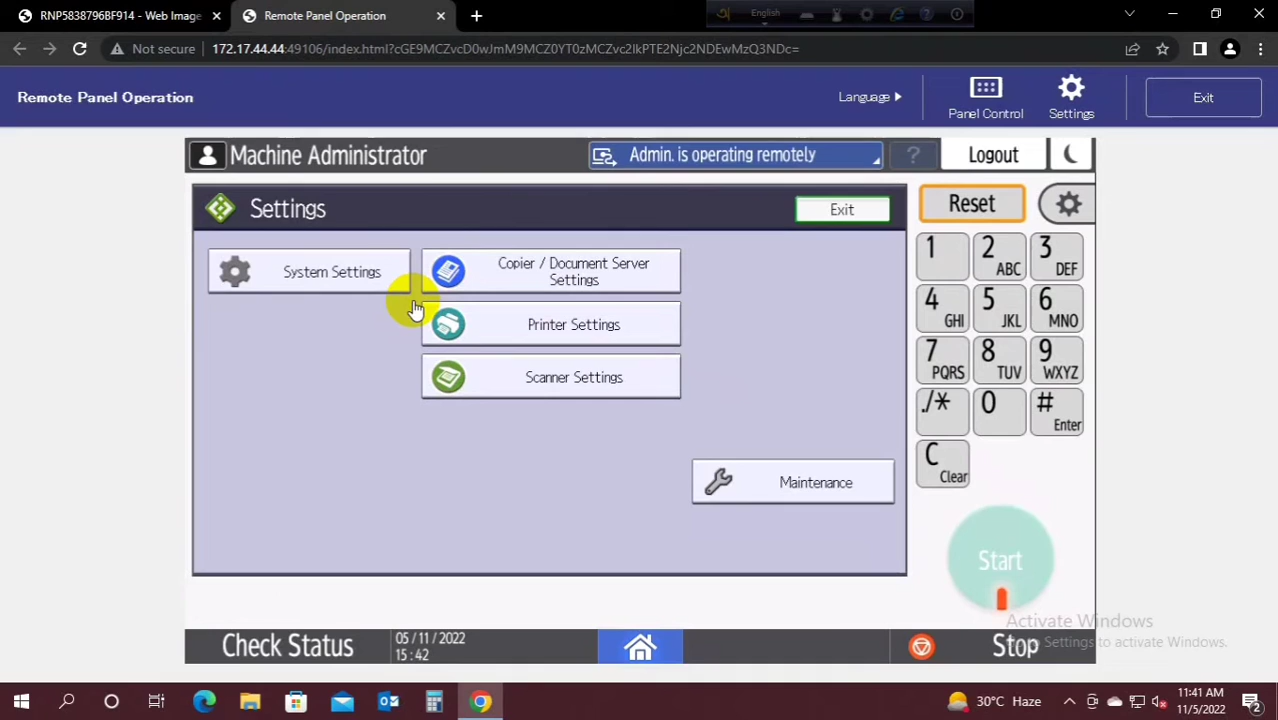 RNP5838796BF914 - Web Image
Remote Panel Operation
English
Not secure
172.17.44.44:49106/index.html?cGE9MCZvcD0wJmM9MCZ0YT0zMCZvc2lkPTE2Njc2NDEwMzQ3NDc=
Remote Panel Operation
Language
Panel Control
Settings
Exit
Machine Administrator
Admin. is operating remotely
?
Logout
Settings
Exit
Reset
System Settings
Copier / Document Server
Settings
Printer Settings
Scanner Settings
Maintenance
1
2 ABC
3 DEF
4 GHI
5 JKL
6 MNO
7 PQRS
8 TUV
9 WXYZ
./*
0
# Enter
C Clear
Start
Activate Windows
to Settings to activate Windows.
Check Status
05 / 11 / 2022
15 : 42
Stop
30°C Haze
11:41 AM
11/5/2022
2